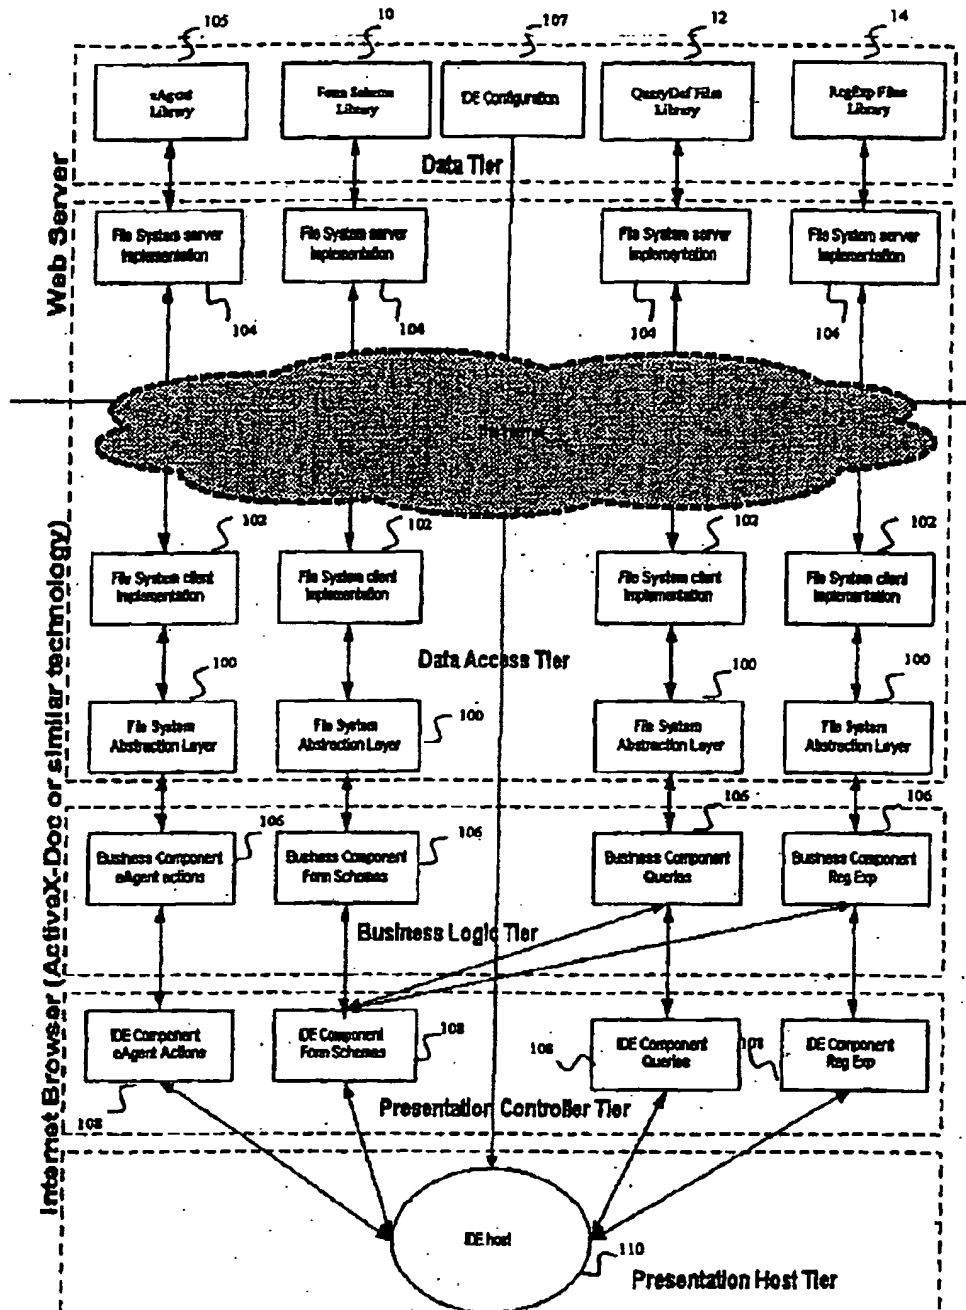 105
10
107
12
14
eAgent
Library
Form Scheme
Library
IDE Configuration
QueryDef Files
Library
RegExp Files
Library
Data Tier
Web Server
File System server
Implementation
File System server
Implementation
File System server
Implementation
File System server
Implementation
104
104
104
104
102
102
102
102
File System client
Implementation
File System client
Implementation
File System client
Implementation
File System client
Implementation
Data Access Tier
100
100
100
100
File System
Abstraction Layer
File System
Abstraction Layer
File System
Abstraction Layer
File System
Abstraction Layer
Internet Browser (ActiveX-Doc or similar technology)
106
106
106
106
Business Component
eAgent actions
Business Component
Form Schemes
Business Component
Queries
Business Component
Reg Exp
Business Logic Tier
IDE Component
eAgent Actions
IDE Component
Form Schemes
IDE Component
Queries
IDE Component
Reg Exp
108
108
108
108
Presentation Controller Tier
IDE host
110
Presentation Host Tier